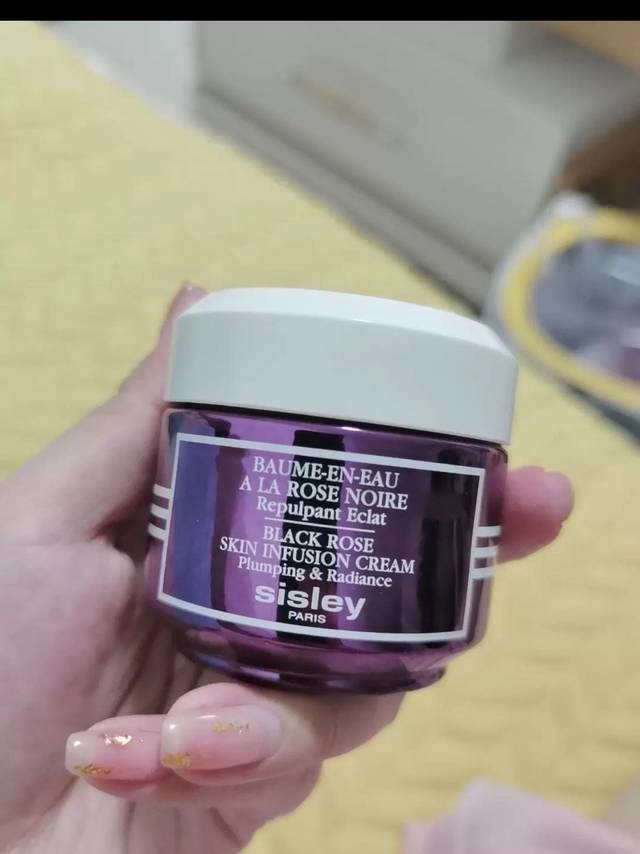 BAUME-EN-EAU
A LA ROSE NOIRE
Repulpant Eclat
BLACK ROSE
SKIN INFUSION CREAM
Plumping & Radiance
sisley
PARIS